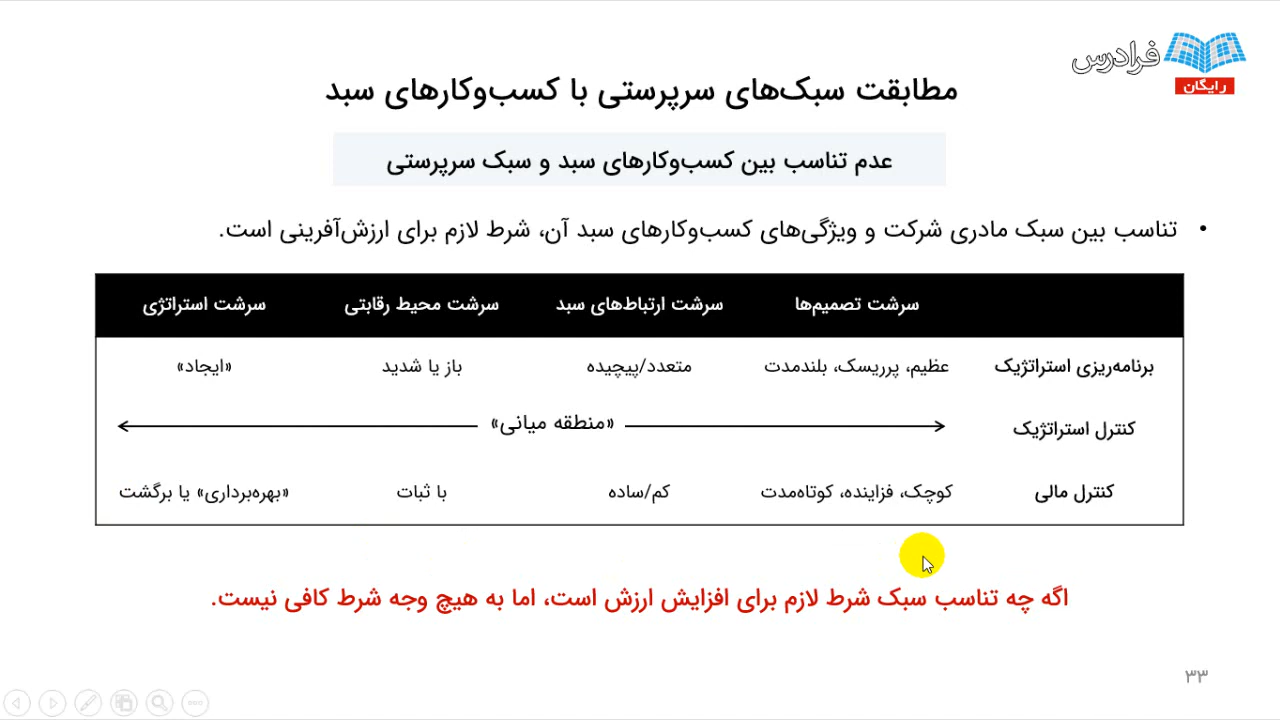 فرادرس
رایگان
مطابقت سبک‌های سرپرستی با کسب‌وکارهای سبد
عدم تناسب بین کسب‌وکارهای سبد و سبک سرپرستی
• تناسب بین سبک مادری شرکت و ویژگی‌های کسب‌وکارهای سبد آن، شرط لازم برای ارزش‌آفرینی است.
سرشت تصمیم‌ها سرشت ارتباط‌های سبد سرشت محیط رقابتی سرشت استراتژی
برنامه‌ریزی استراتژیک عظیم، پرریسک، بلندمدت متعدد/پیچیده باز یا شدید «ایجاد»
کنترل استراتژیک «منطقه میانی»
کنترل مالی کوچک، فزاینده، کوتاه‌مدت کم/ساده با ثبات «بهره‌برداری» یا برگشت
اگه چه تناسب سبک شرط لازم برای افزایش ارزش است، اما به هیچ وجه شرط کافی نیست.
۳۳